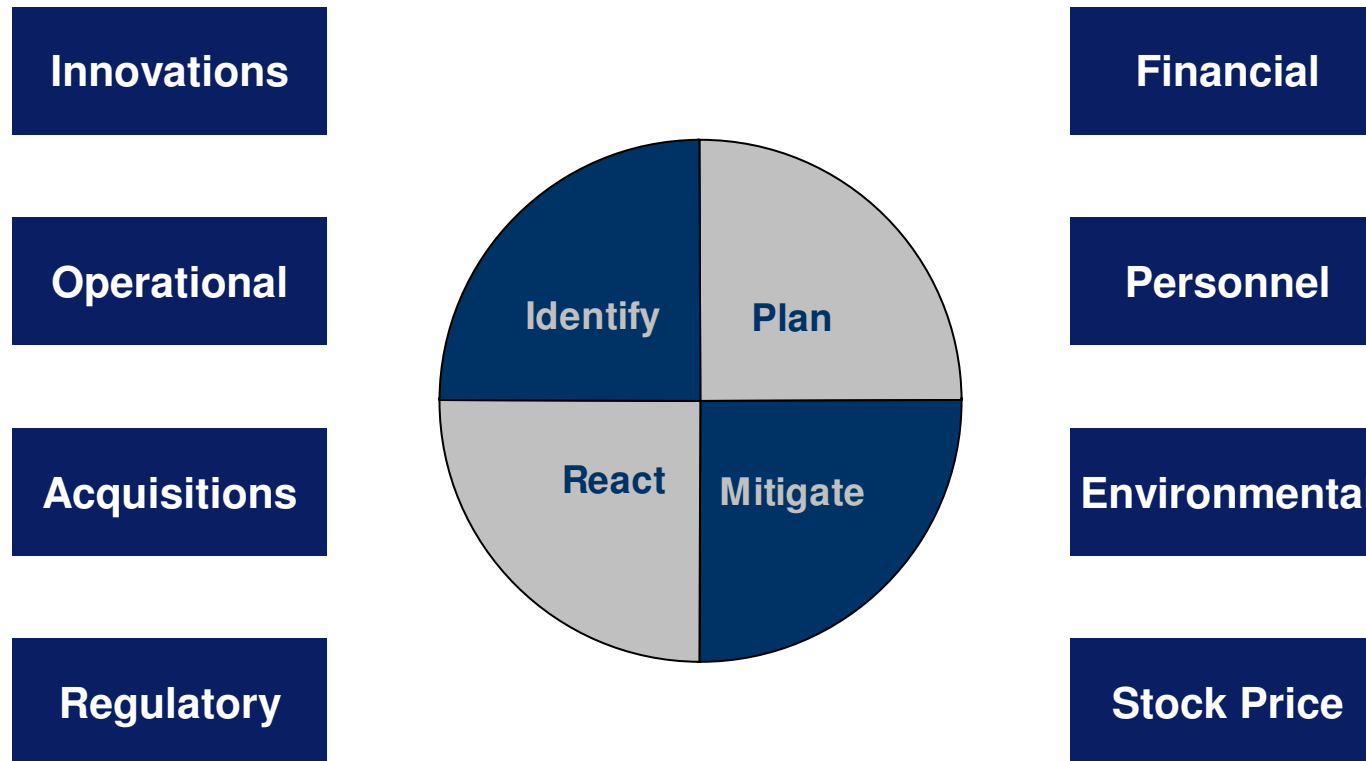 Innovations
Financial
Operational
Personnel
Identify
Plan
React
Mitigate
Acquisitions
Environmenta
Regulatory
Stock Price